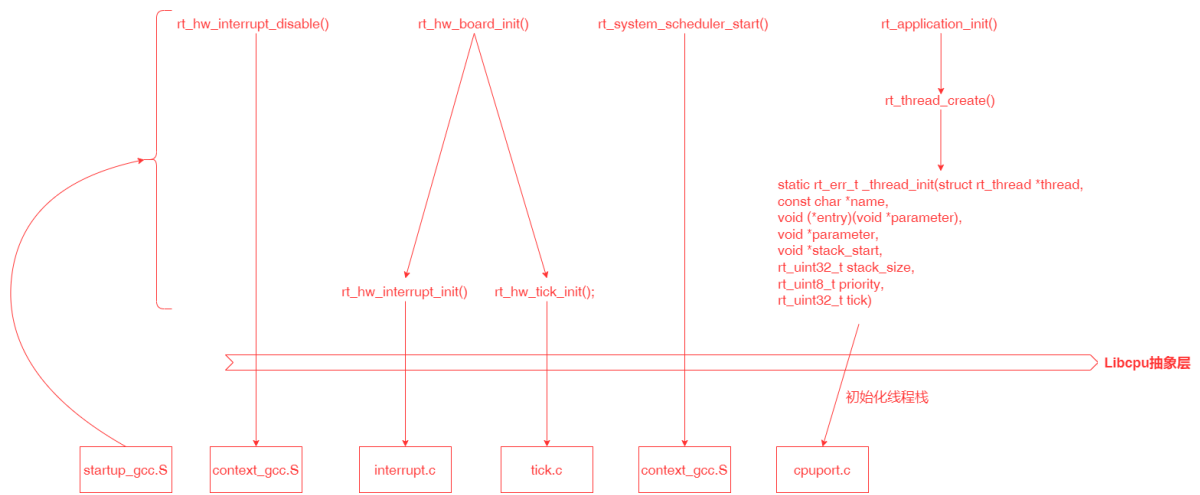 rt_hw_interrupt_disable()
rt_hw_board_init()
rt_system_scheduler_start()
rt_application_init()
rt_thread_create()
static rt_err_t _thread_init(struct rt_thread *thread,
const char *name,
void (*entry)(void *parameter),
void *parameter,
void *stack_start,
rt_uint32_t stack_size,
rt_uint8_t priority,
rt_uint32_t tick)
rt_hw_interrupt_init()
rt_hw_tick_init();
Libcpu抽象层
初始化线程栈
startup_gcc.S
context_gcc.S
interrupt.c
tick.c
context_gcc.S
cpuport.c